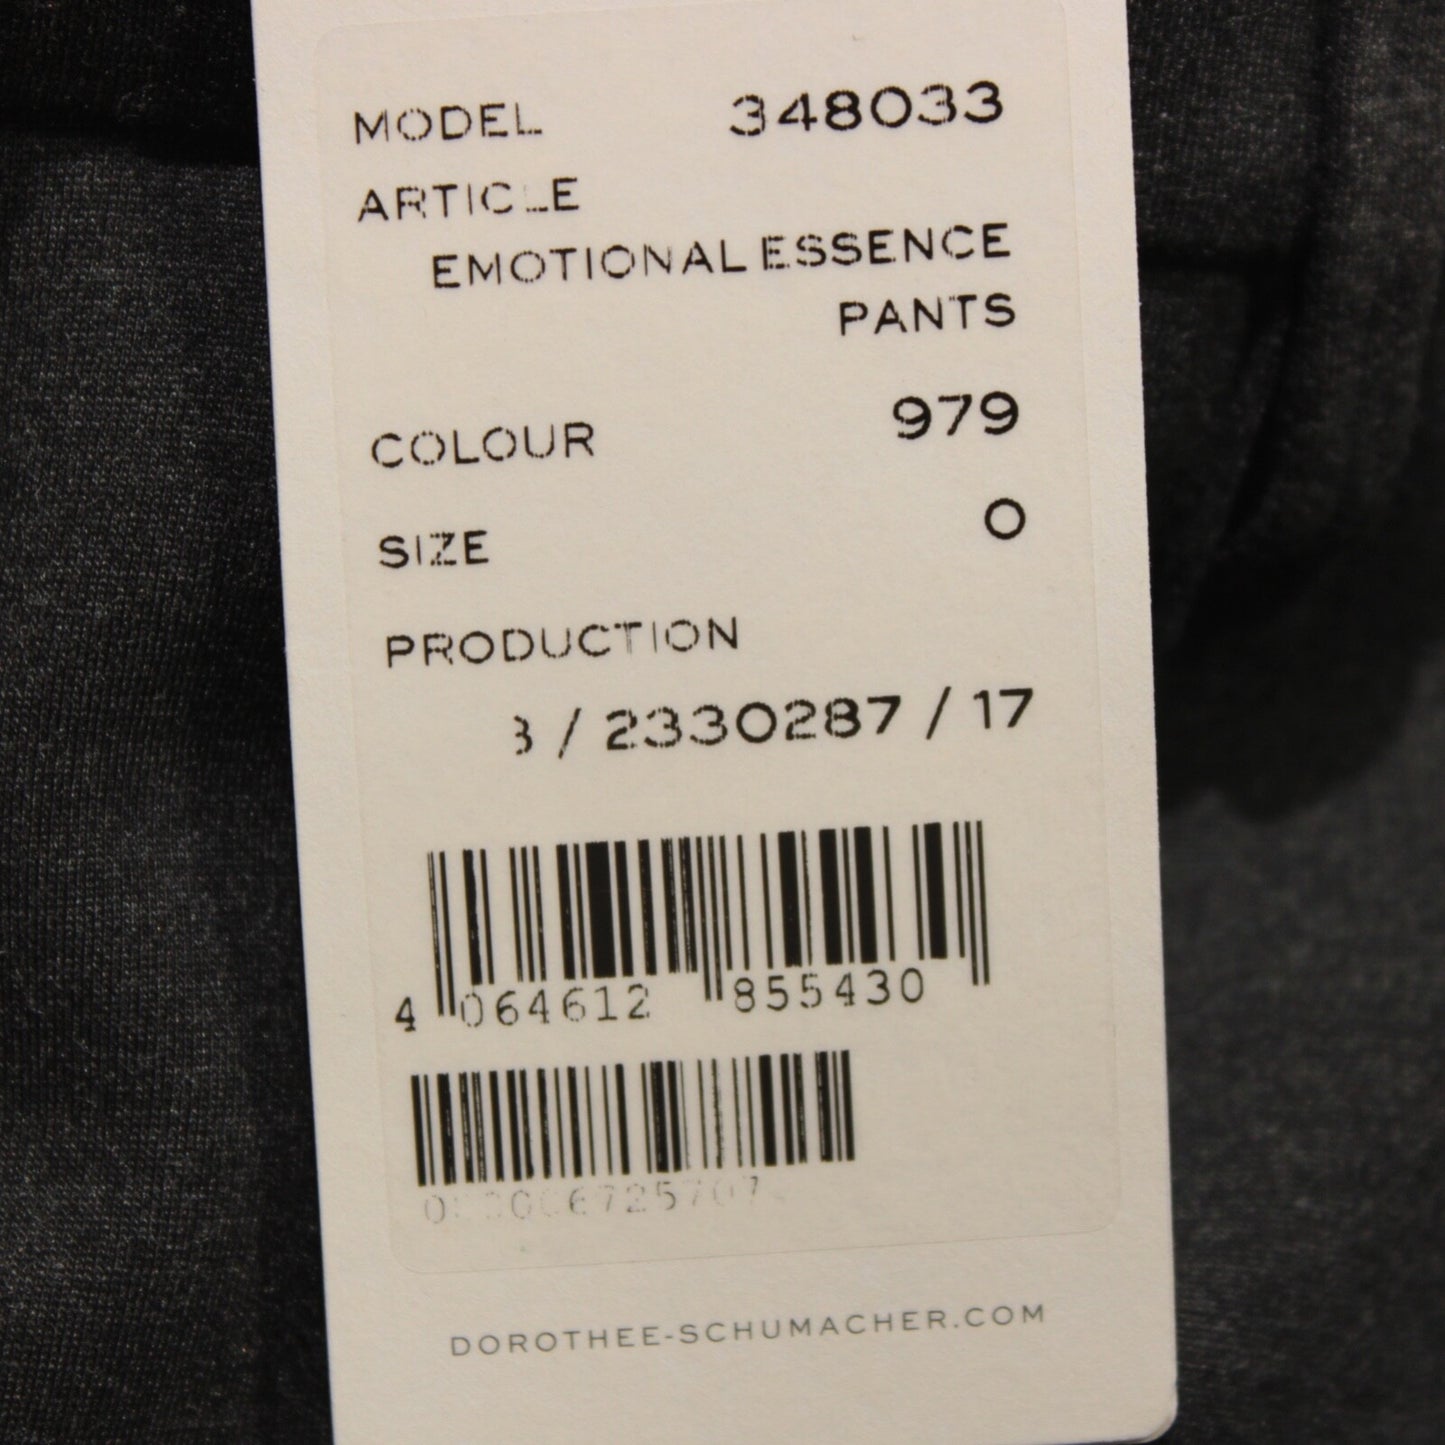 MODEL 348033
ARTICLE
EMOTIONAL ESSENCE
PANTS
COLOUR 979
SIZE 0
PRODUCTION
3 / 2330287 / 17
4 064612 855430
DOROTHEE-SCHUMACHER.COM